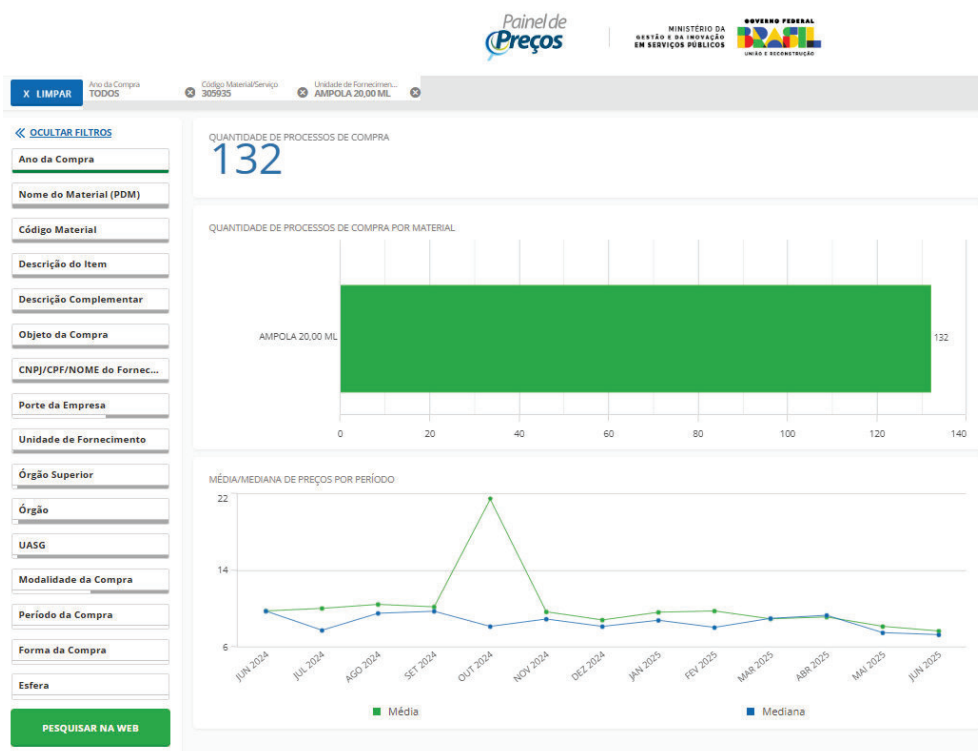 Painel de
Preços
MINISTÉRIO DA
GESTÃO E DA INOVAÇÃO
EM SERVIÇOS PÚBLICOS
GOVERNO FEDERAL
BRASIL
UNIÃO E RECONSTRUÇÃO
X LIMPAR
Ano da Compra
TODOS
Código Material/Serviço
305935
Unidade de Fornecimen...
AMPOLA 20,00 ML
OCULTAR FILTROS
Ano da Compra
Nome do Material (PDM)
Código Material
Descrição do Item
Descrição Complementar
Objeto da Compra
CNPJ/CPF/NOME do Fornec...
Porte da Empresa
Unidade de Fornecimento
Órgão Superior
Órgão
UASG
Modalidade da Compra
Período da Compra
Forma da Compra
Esfera
PESQUISAR NA WEB
QUANTIDADE DE PROCESSOS DE COMPRA
132
QUANTIDADE DE PROCESSOS DE COMPRA POR MATERIAL
AMPOLA 20,00 ML
132
0 20 40 60 80 100 120 140
MÉDIA/MEDIANA DE PREÇOS POR PERÍODO
22
14
6
JUN 2024 JUL 2024 AGO 2024 SET 2024 OUT 2024 NOV 2024 DEZ 2024 JAN 2025 FEV 2025 MAR 2025 ABR 2025 MAI 2025 JUN 2025
Média Mediana